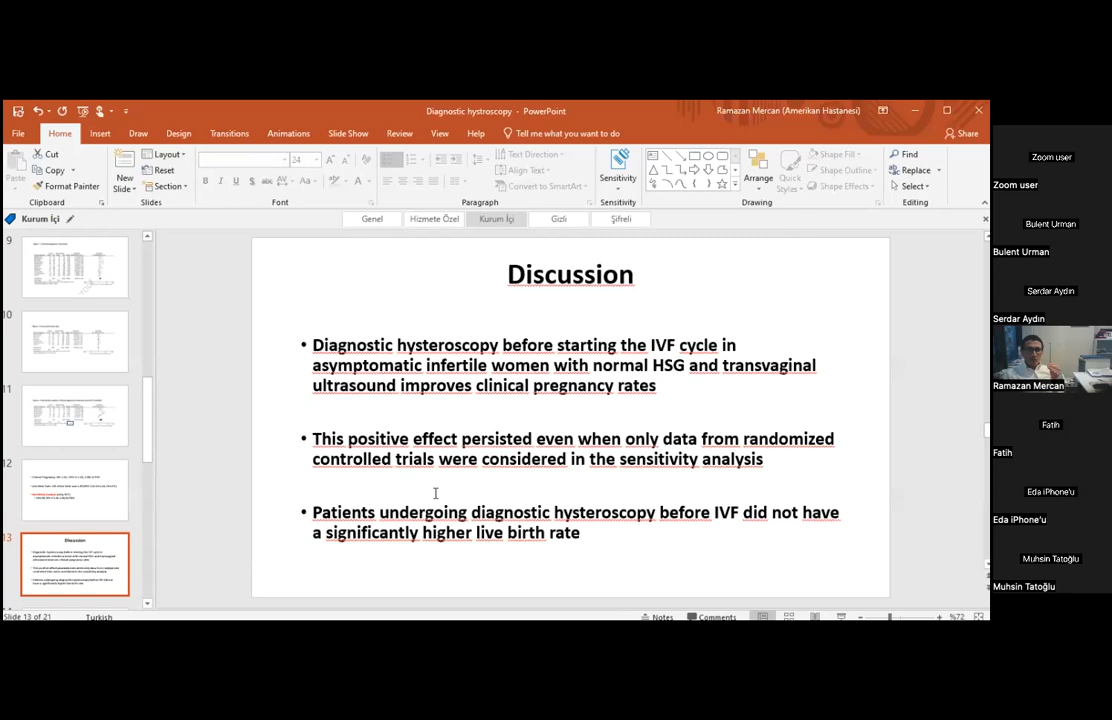 Diagnostic hystroscopy - PowerPoint
Ramazan Mercan (Amerikan Hastanesi)
File Home Insert Draw Design Transitions Animations Slide Show Review View Help Tell me what you want to do Share
Paste
Cut
Copy
Format Painter
Clipboard
New Slide
Layout
Reset
Section
Slides
24
Font
Text Direction
Align Text
Convert to SmartArt
Paragraph
Sensitivity
Sensitivity
Arrange
Quick Styles
Shape Fill
Shape Outline
Shape Effects
Drawing
Find
Replace
Select
Editing
Kurum İçi
Genel Hizmete Özel Kurum İçi Gizli Şifreli
9
10
11
12
13
Discussion
• Diagnostic hysteroscopy before starting the IVF cycle in
asymptomatic infertile women with normal HSG and transvaginal
ultrasound improves clinical pregnancy rates
• This positive effect persisted even when only data from randomized
controlled trials were considered in the sensitivity analysis
• Patients undergoing diagnostic hysteroscopy before IVF did not have
a significantly higher live birth rate
Slide 13 of 21 Turkish Notes Comments %72
Zoom user
Zoom user
Bulent Urman
Bulent Urman
Serdar Aydın
Serdar Aydın
Ramazan Mercan
Fatih
Fatih
Eda iPhone'u
Eda iPhone'u
Muhsin Tatoğlu
Muhsin Tatoğlu